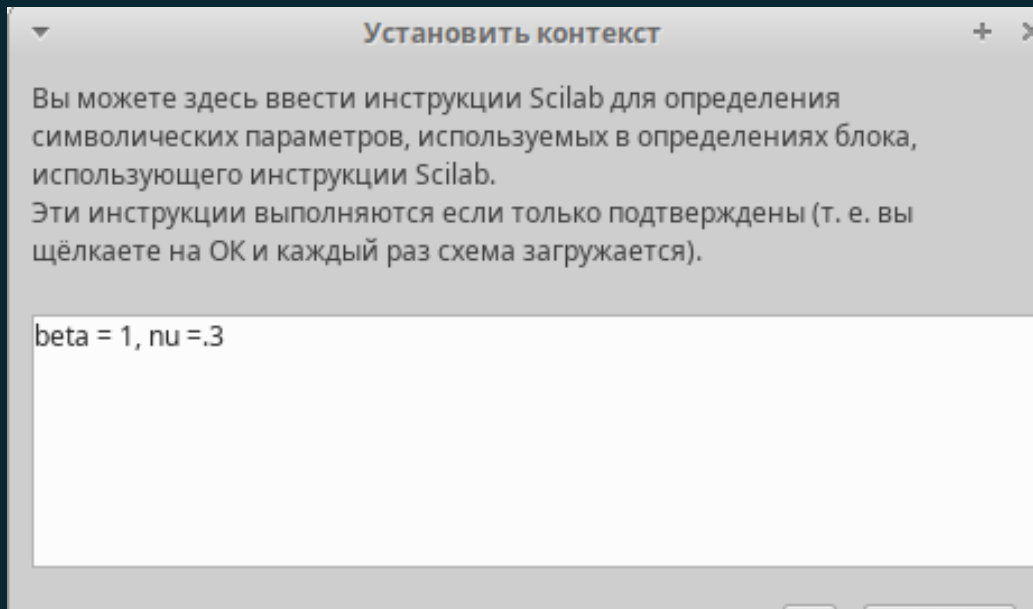 Установить контекст
Вы можете здесь ввести инструкции Scilab для определения
символических параметров, используемых в определениях блока,
использующего инструкции Scilab.
Эти инструкции выполняются если только подтверждены (т. е. вы
щёлкаете на ОК и каждый раз схема загружается).
beta = 1, nu =.3